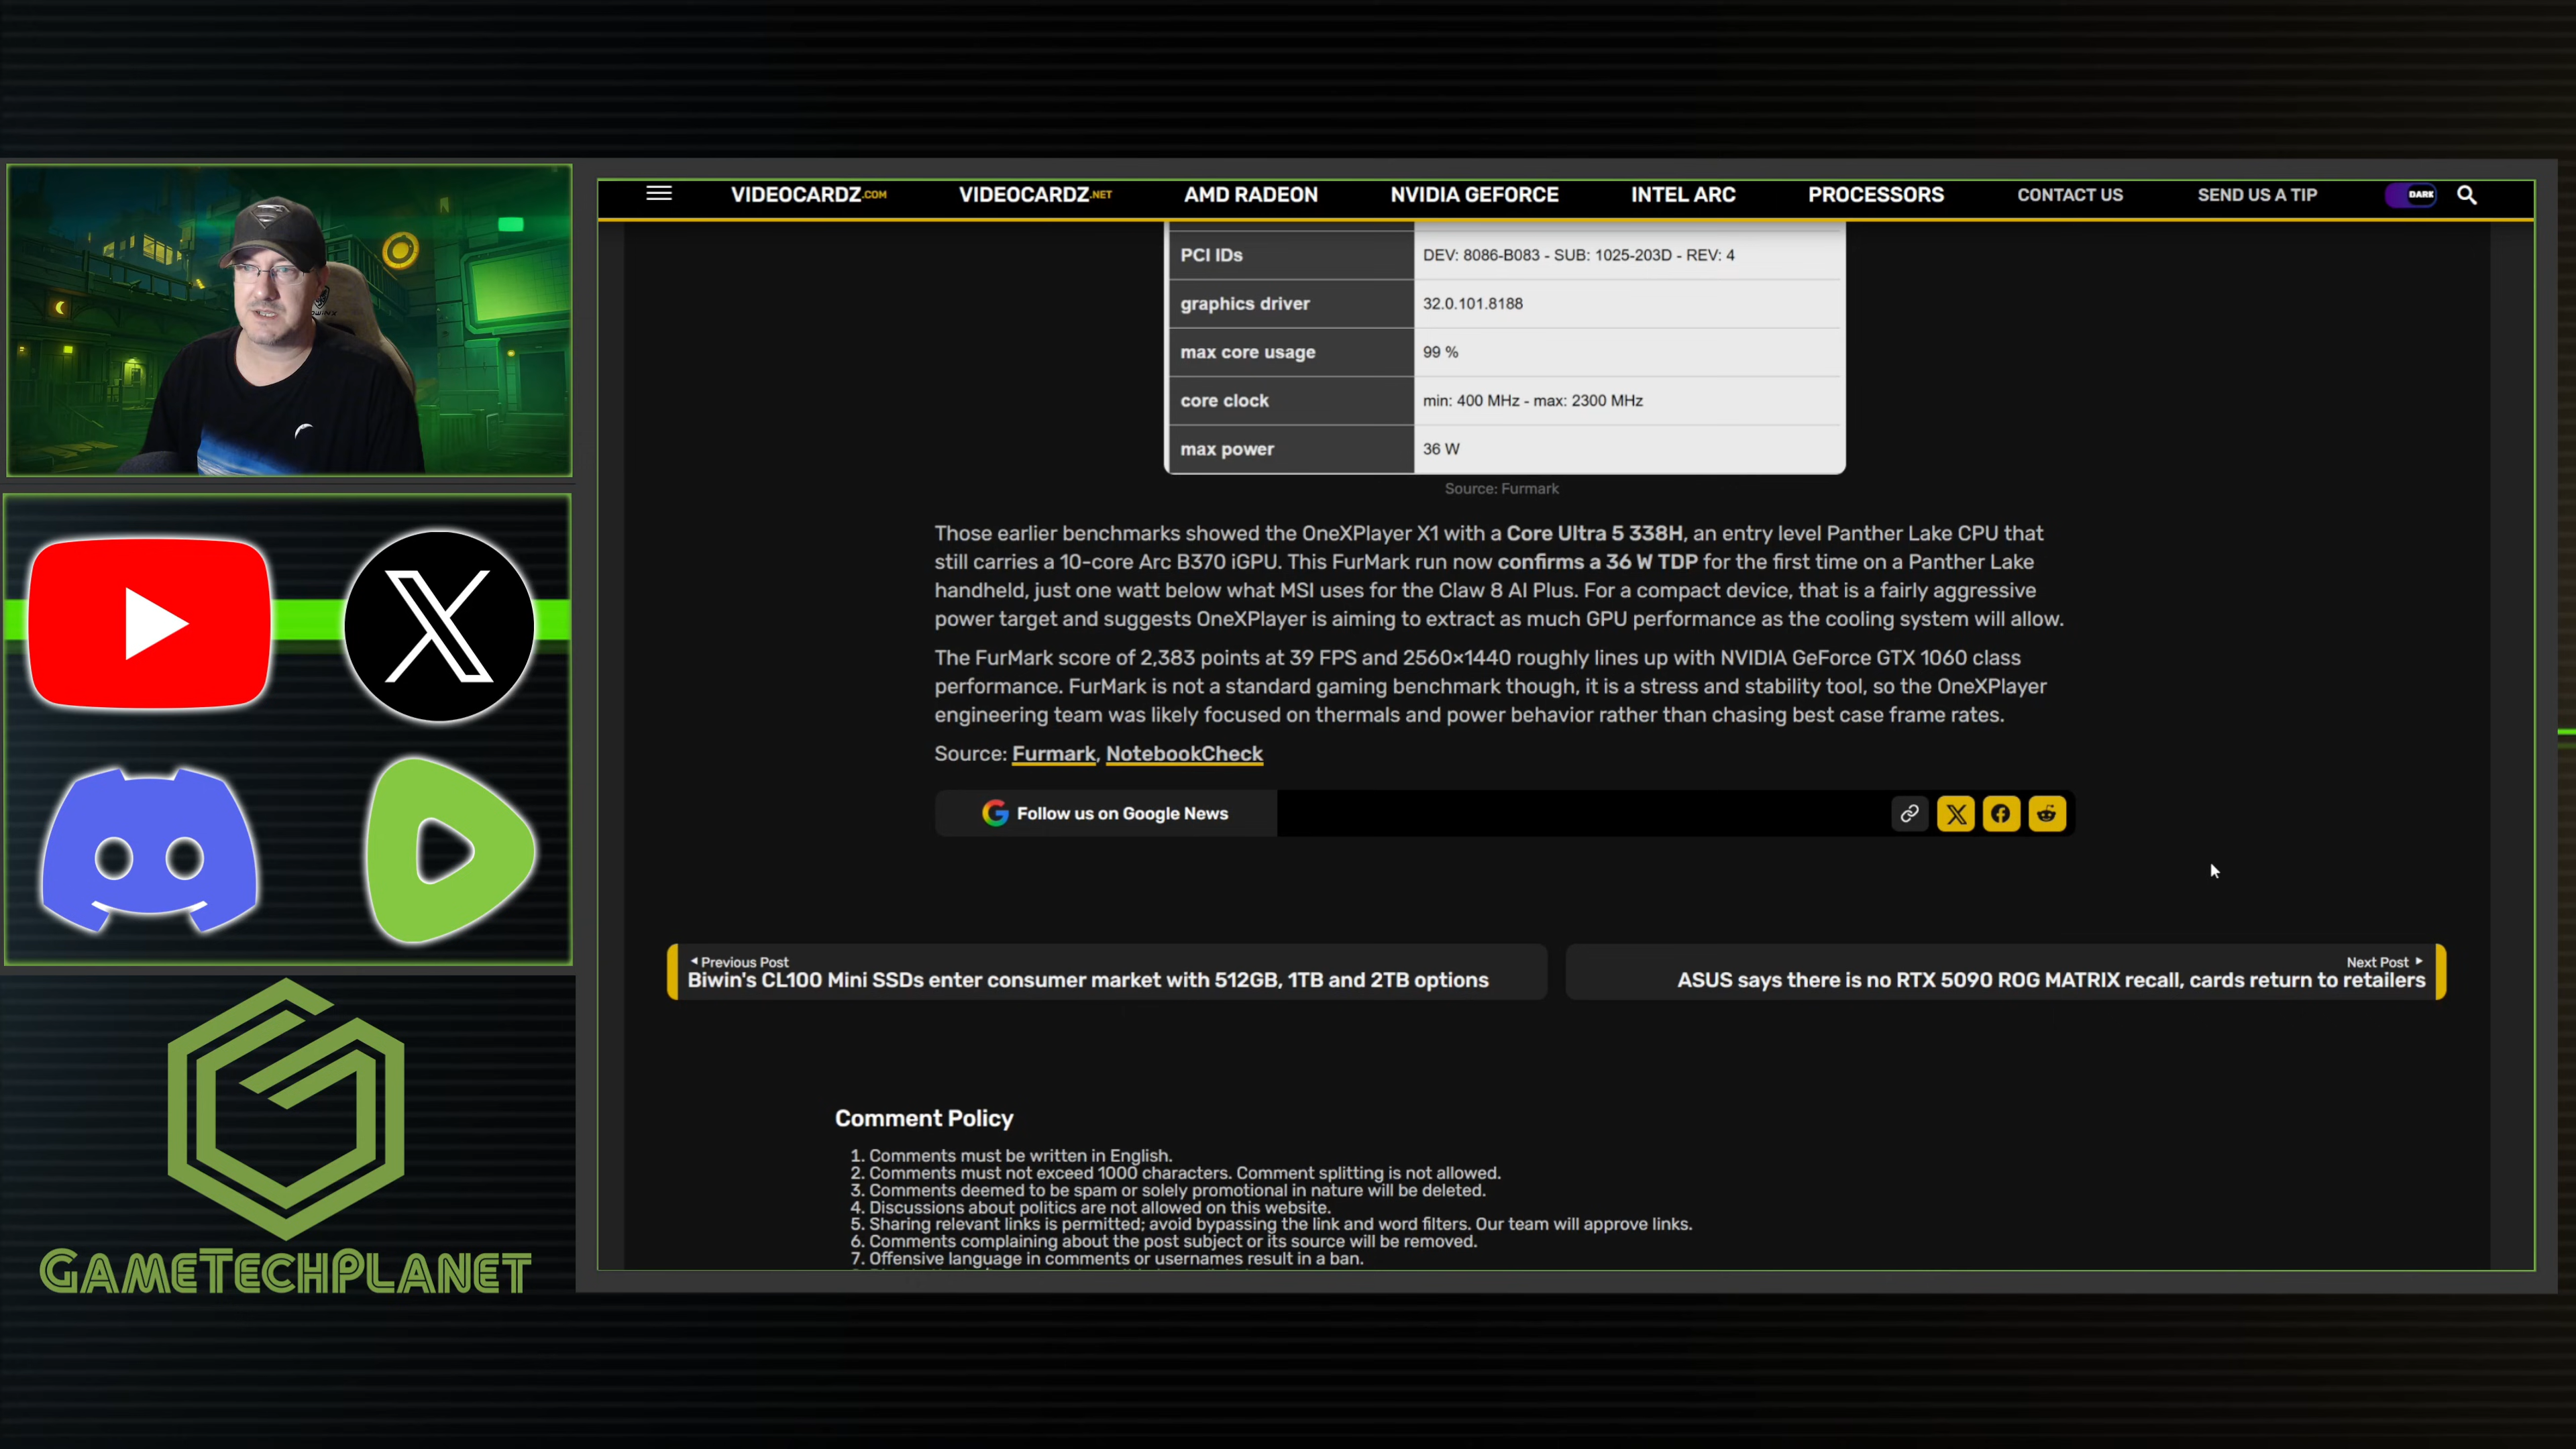 VIDEOCARDZ.COM
VIDEOCARDZ.NET
AMD RADEON
NVIDIA GEFORCE
INTEL ARC
PROCESSORS
CONTACT US
SEND US A TIP
DARK
PCI IDs
DEV: 8086-B083 - SUB: 1025-203D - REV: 4
graphics driver
32.0.101.8188
max core usage
99 %
core clock
min: 400 MHz - max: 2300 MHz
max power
36 W
Source: Furmark
Those earlier benchmarks showed the OneXPlayer X1 with a Core Ultra 5 338H, an entry level Panther Lake CPU that
still carries a 10-core Arc B370 iGPU. This FurMark run now confirms a 36 W TDP for the first time on a Panther Lake
handheld, just one watt below what MSI uses for the Claw 8 AI Plus. For a compact device, that is a fairly aggressive
power target and suggests OneXPlayer is aiming to extract as much GPU performance as the cooling system will allow.
The FurMark score of 2,383 points at 39 FPS and 2560×1440 roughly lines up with NVIDIA GeForce GTX 1060 class
performance. FurMark is not a standard gaming benchmark though, it is a stress and stability tool, so the OneXPlayer
engineering team was likely focused on thermals and power behavior rather than chasing best case frame rates.
Source: Furmark, NotebookCheck
Follow us on Google News
Previous Post
Biwin's CL100 Mini SSDs enter consumer market with 512GB, 1TB and 2TB options
Next Post
ASUS says there is no RTX 5090 ROG MATRIX recall, cards return to retailers
Comment Policy
1. Comments must be written in English.
2. Comments must not exceed 1000 characters. Comment splitting is not allowed.
3. Comments deemed to be spam or solely promotional in nature will be deleted.
4. Discussions about politics are not allowed on this website.
5. Sharing relevant links is permitted; avoid bypassing the link and word filters. Our team will approve links.
6. Comments complaining about the post subject or its source will be removed.
7. Offensive language in comments or usernames result in a ban.
GAMETECHPLANET